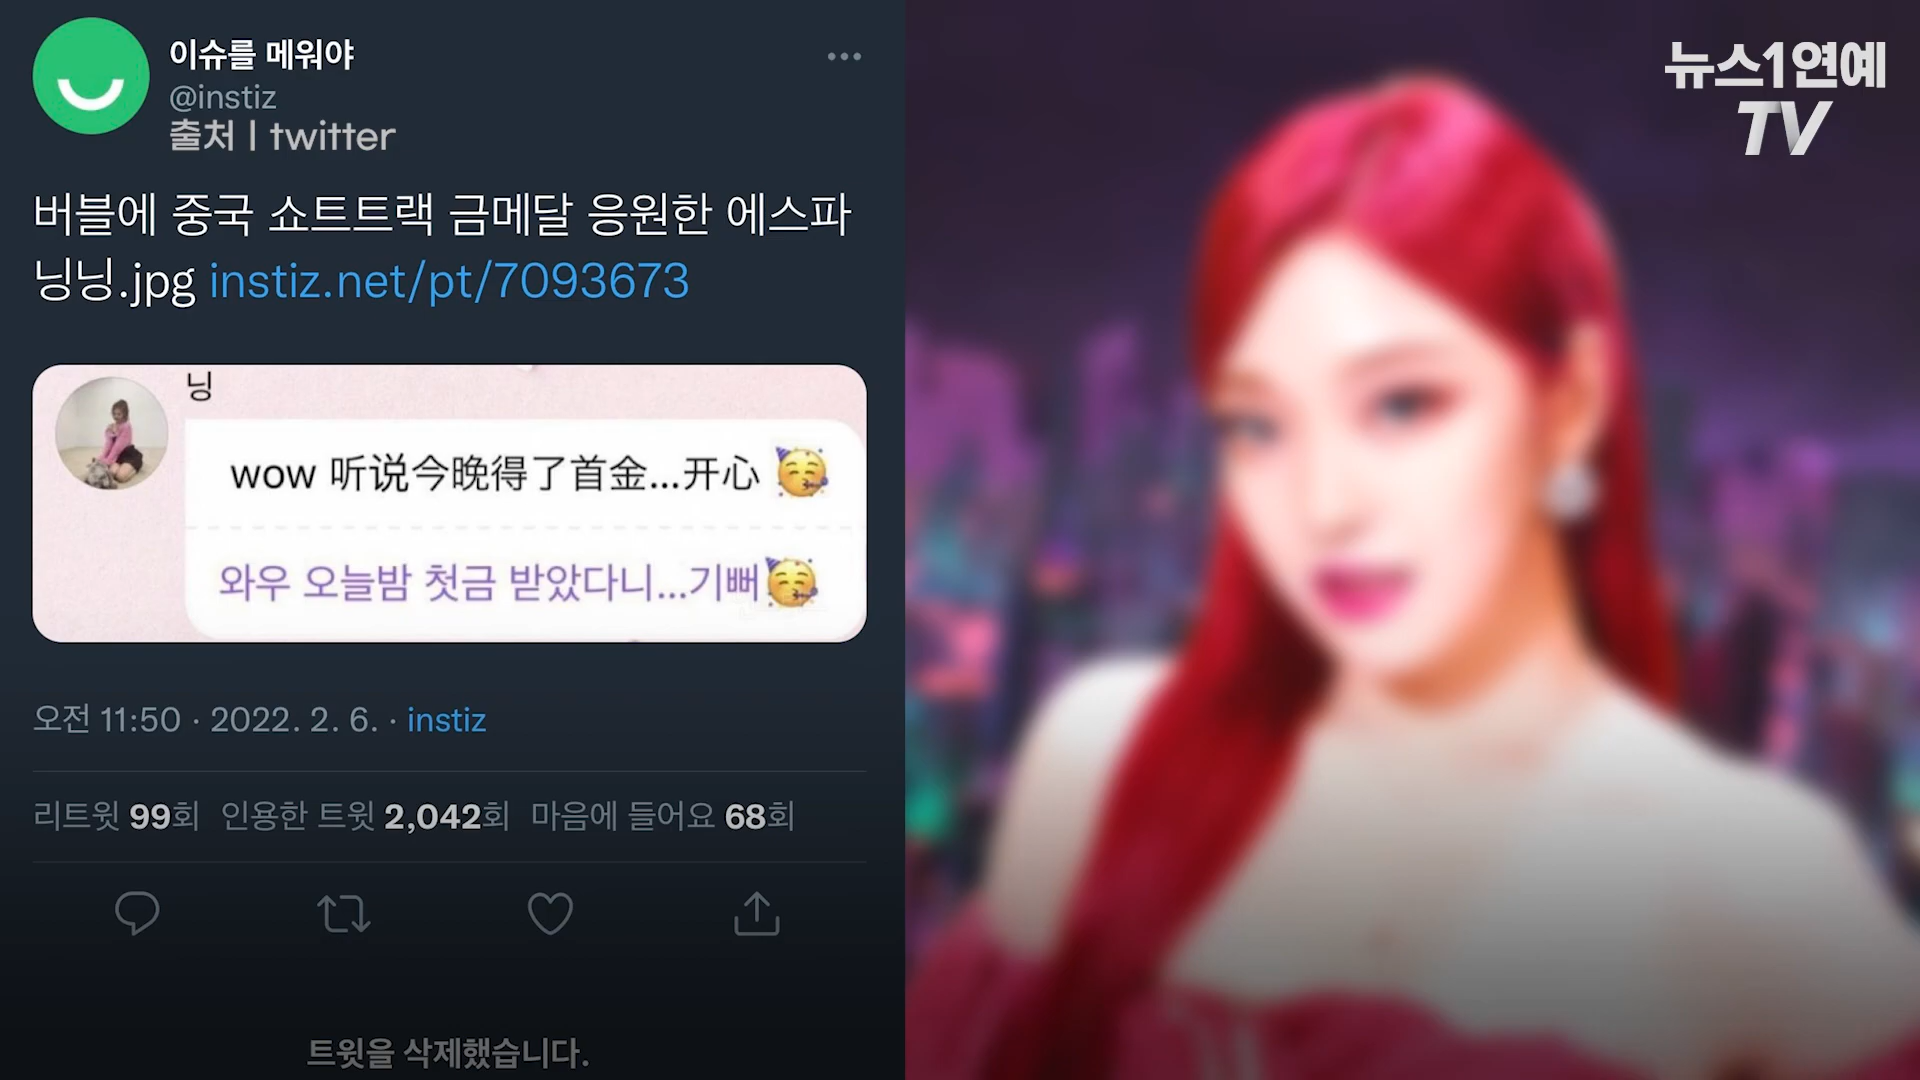 이슈를 메워야
@instiz
출처 | twitter
버블에 중국 쇼트트랙 금메달 응원한 에스파
닝닝.jpg instiz.net/pt/7093673
닝
wow 听说今晚得了首金...开心 🥳
와우 오늘밤 첫금 받았다니...기뻐🥳
오전 11:50 · 2022. 2. 6. · instiz
리트윗 99회 인용한 트윗 2,042회 마음에 들어요 68회
트윗을 삭제했습니다.
뉴스1연예
TV